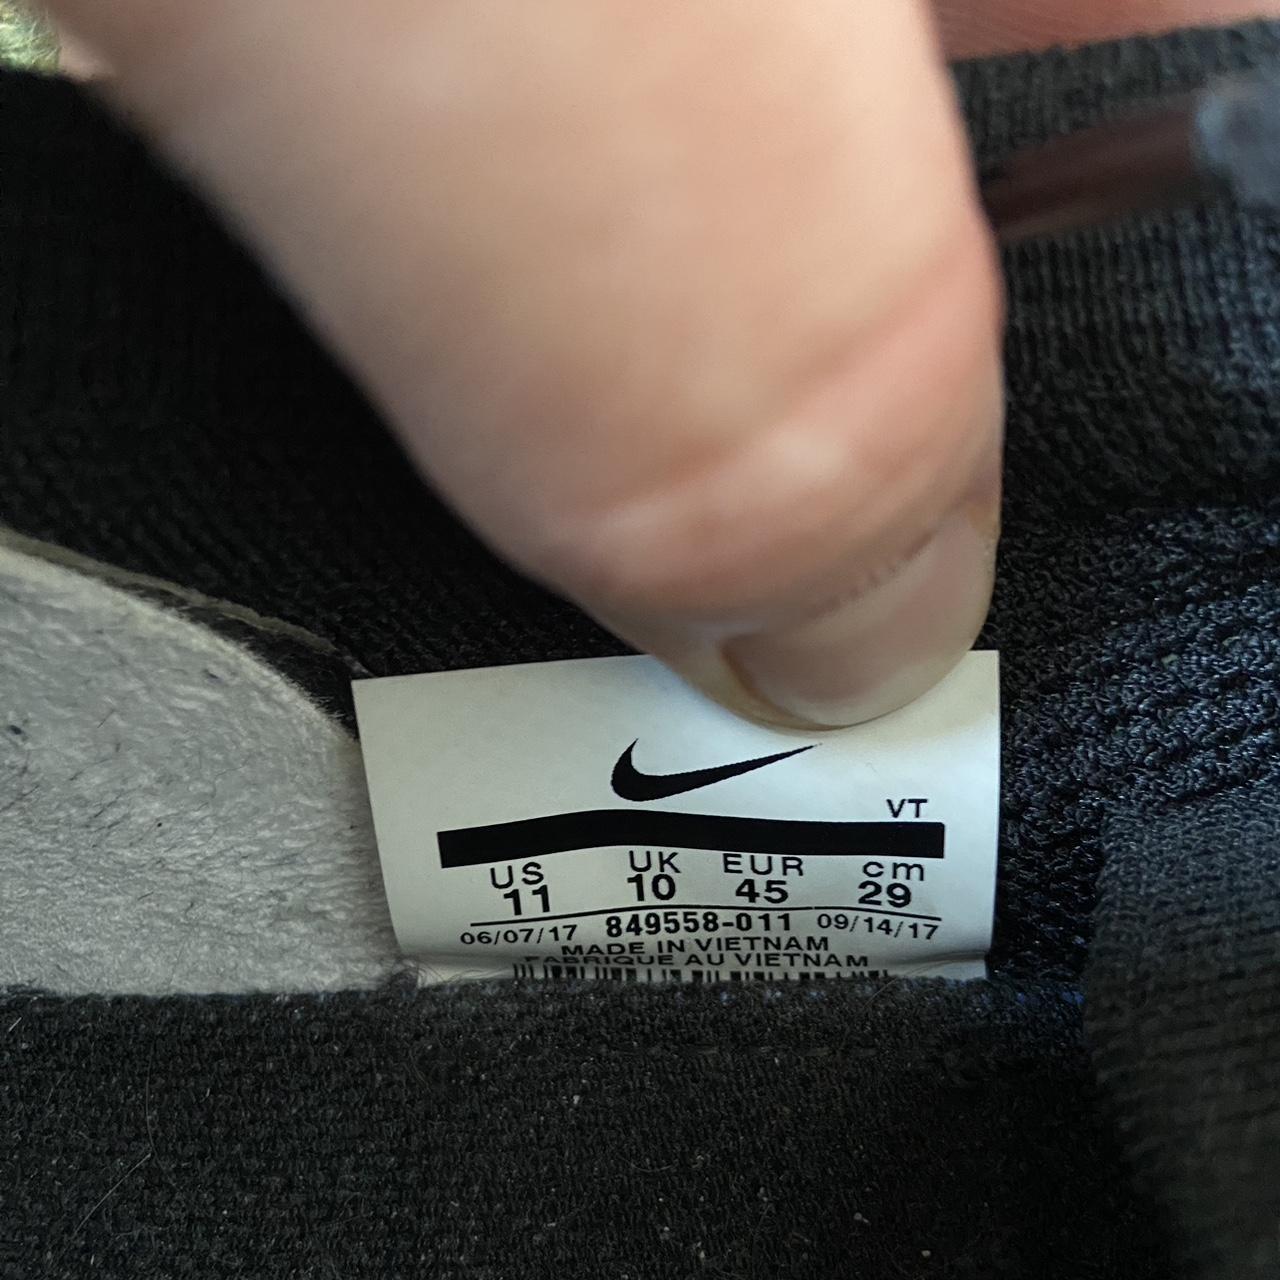 VT
US UK EUR cm
11 10 45 29
06/07/17 849558-011 09/14/17
MADE IN VIETNAM
FABRIQUE AU VIETNAM